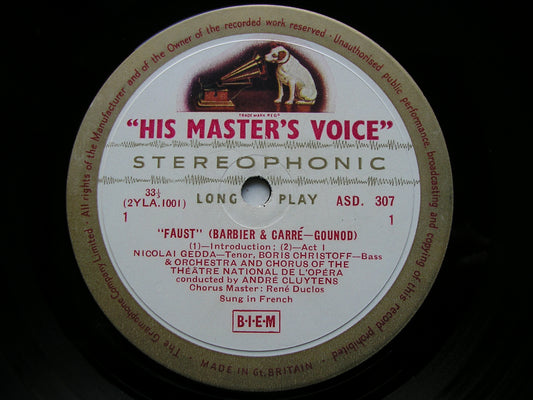 The Gramophone Company Limited · All rights of the Manufacturer and of the Owner of the recorded work reserved · Unauthorised public performance, broadcasting and copying of this record prohibited.
TRADE MARK REGD
"HIS MASTER'S VOICE"
STEREOPHONIC
33⅓ LONG PLAY ASD. 307
(2YLA.1001)
1 1
"FAUST" (BARBIER & CARRÉ—GOUNOD)
(1)—Introduction; (2)—Act 1
NICOLAI GEDDA—Tenor, BORIS CHRISTOFF—Bass
& ORCHESTRA AND CHORUS OF THE
THÉÂTRE NATIONAL DE L'OPÉRA
conducted by ANDRÉ CLUYTENS
Chorus Master: René Duclos
Sung in French
B·I·E·M
MADE IN Gt. BRITAIN